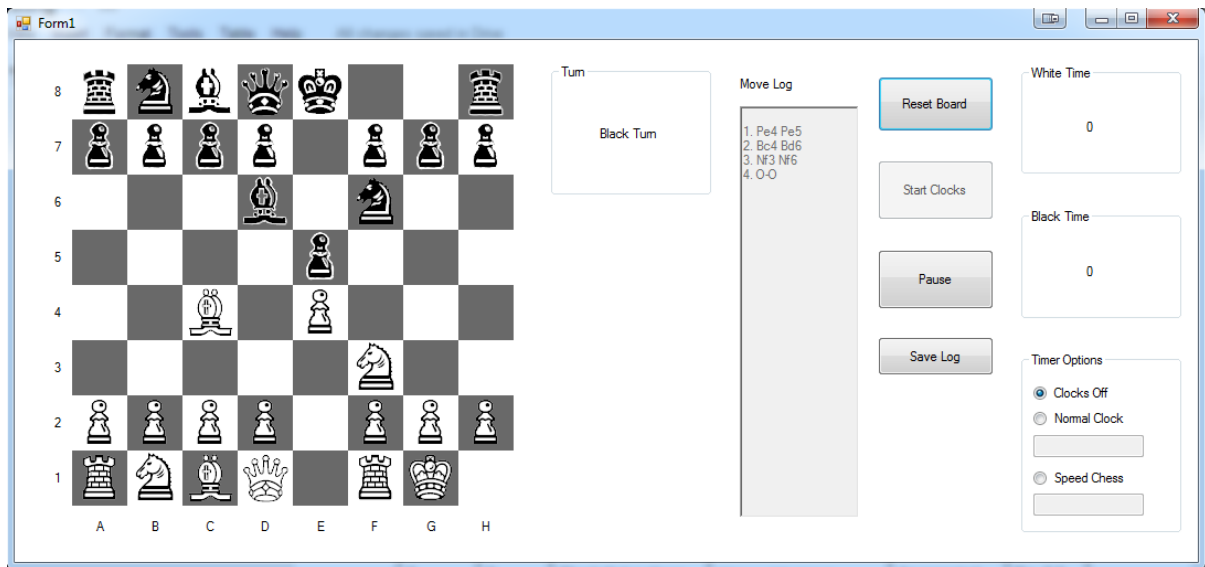 Form1
8
7
6
5
4
3
2
1
A B C D E F G H
Turn
Black Turn
Move Log
1. Pe4 Pe5
2. Bc4 Bd6
3. Nf3 Nf6
4. O-O
Reset Board
Start Clocks
Pause
Save Log
White Time
0
Black Time
0
Timer Options
Clocks Off
Normal Clock
Speed Chess